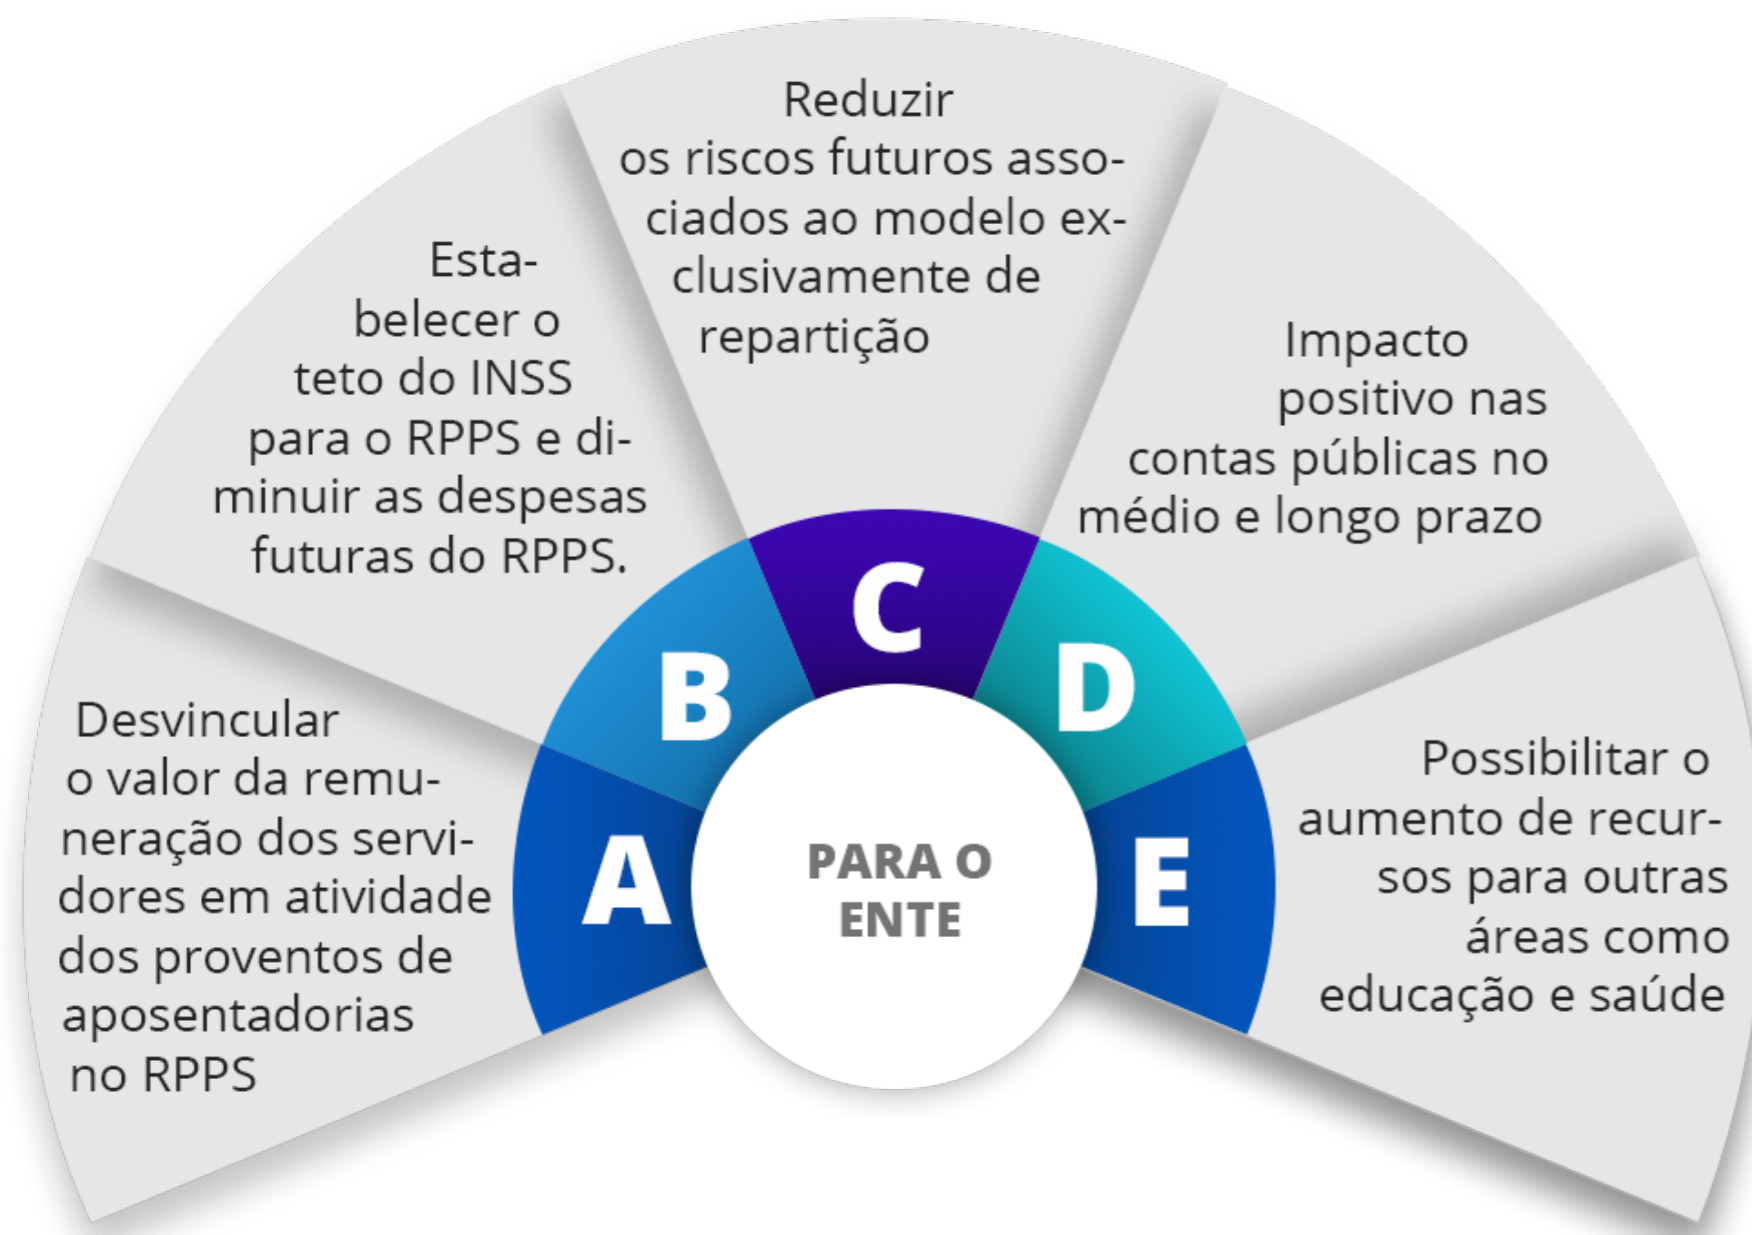 Desvincular
o valor da remu-
neração dos servi-
dores em atividade
dos proventos de
aposentadorias
no RPPS
A
Esta-
belecer o
teto do INSS
para o RPPS e di-
minuir as despesas
futuras do RPPS.
B
Reduzir
os riscos futuros asso-
ciados ao modelo ex-
clusivamente de
repartição
C
Impacto
positivo nas
contas públicas no
médio e longo prazo
D
Possibilitar o
aumento de recur-
sos para outras
áreas como
educação e saúde
E
PARA O
ENTE